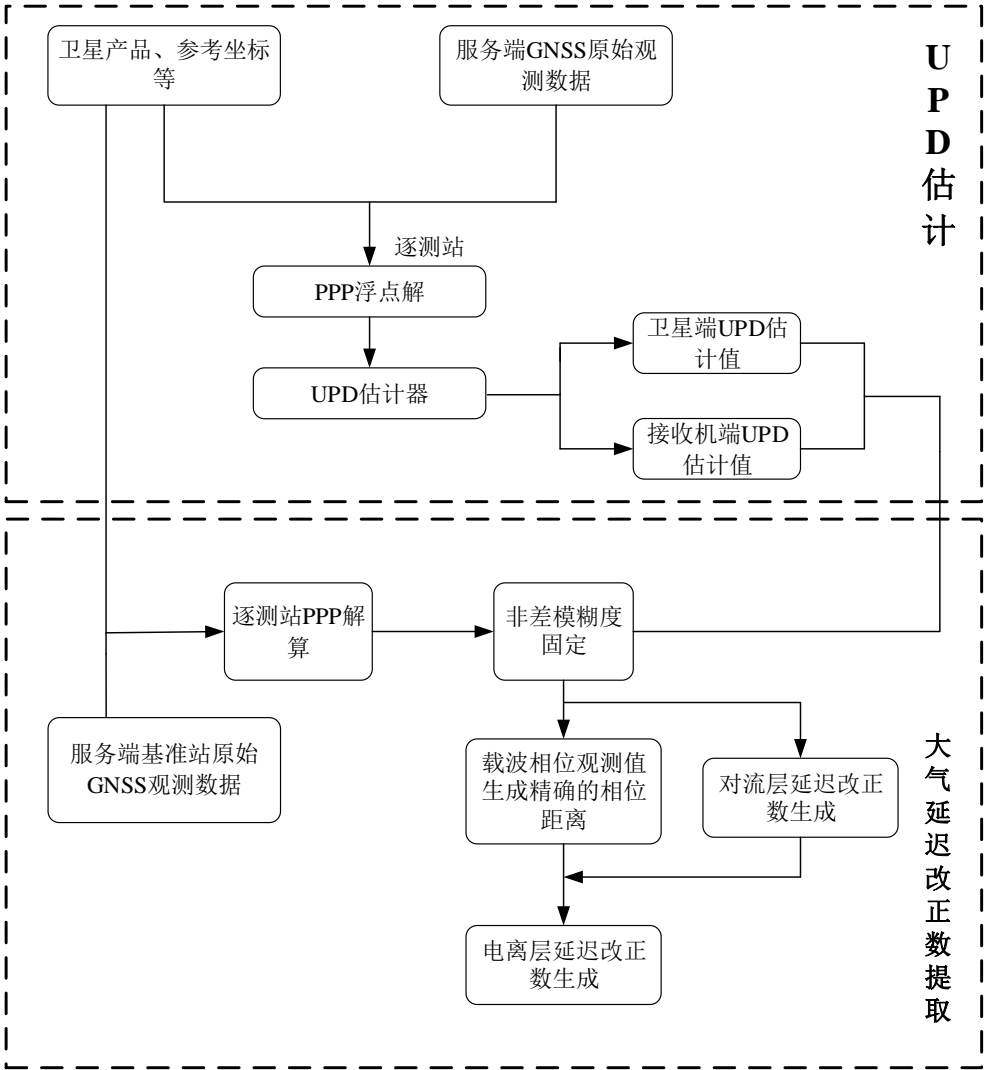 卫星产品、参考坐标
等
服务端GNSS原始观
测数据
UPD估计
逐测站
PPP浮点解
UPD估计器
卫星端UPD估
计值
接收机端UPD
估计值
逐测站PPP解
算
非差模糊度
固定
服务端基准站原始
GNSS观测数据
载波相位观测值
生成精确的相位
距离
对流层延迟改正
数生成
电离层延迟改正
数生成
大气延迟改正数提取